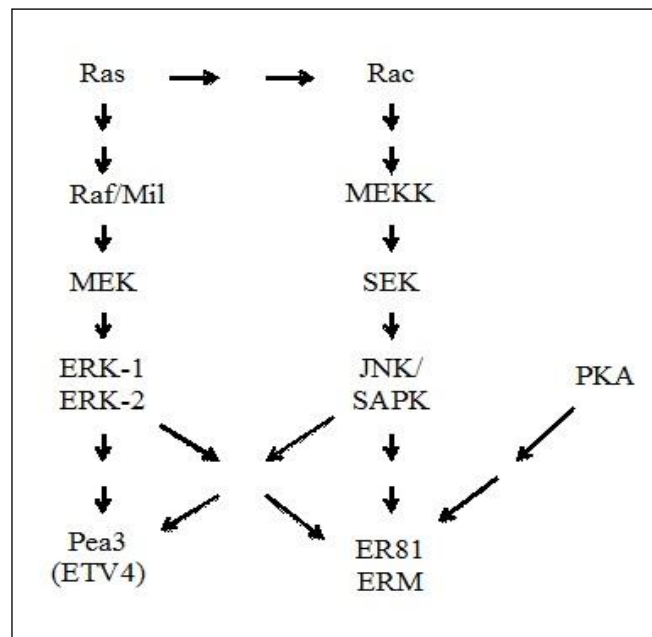 Ras
Rac
Raf/Mil
MEKK
MEK
SEK
ERK-1
ERK-2
JNK/
SAPK
PKA
Pea3
(ETV4)
ER81
ERM